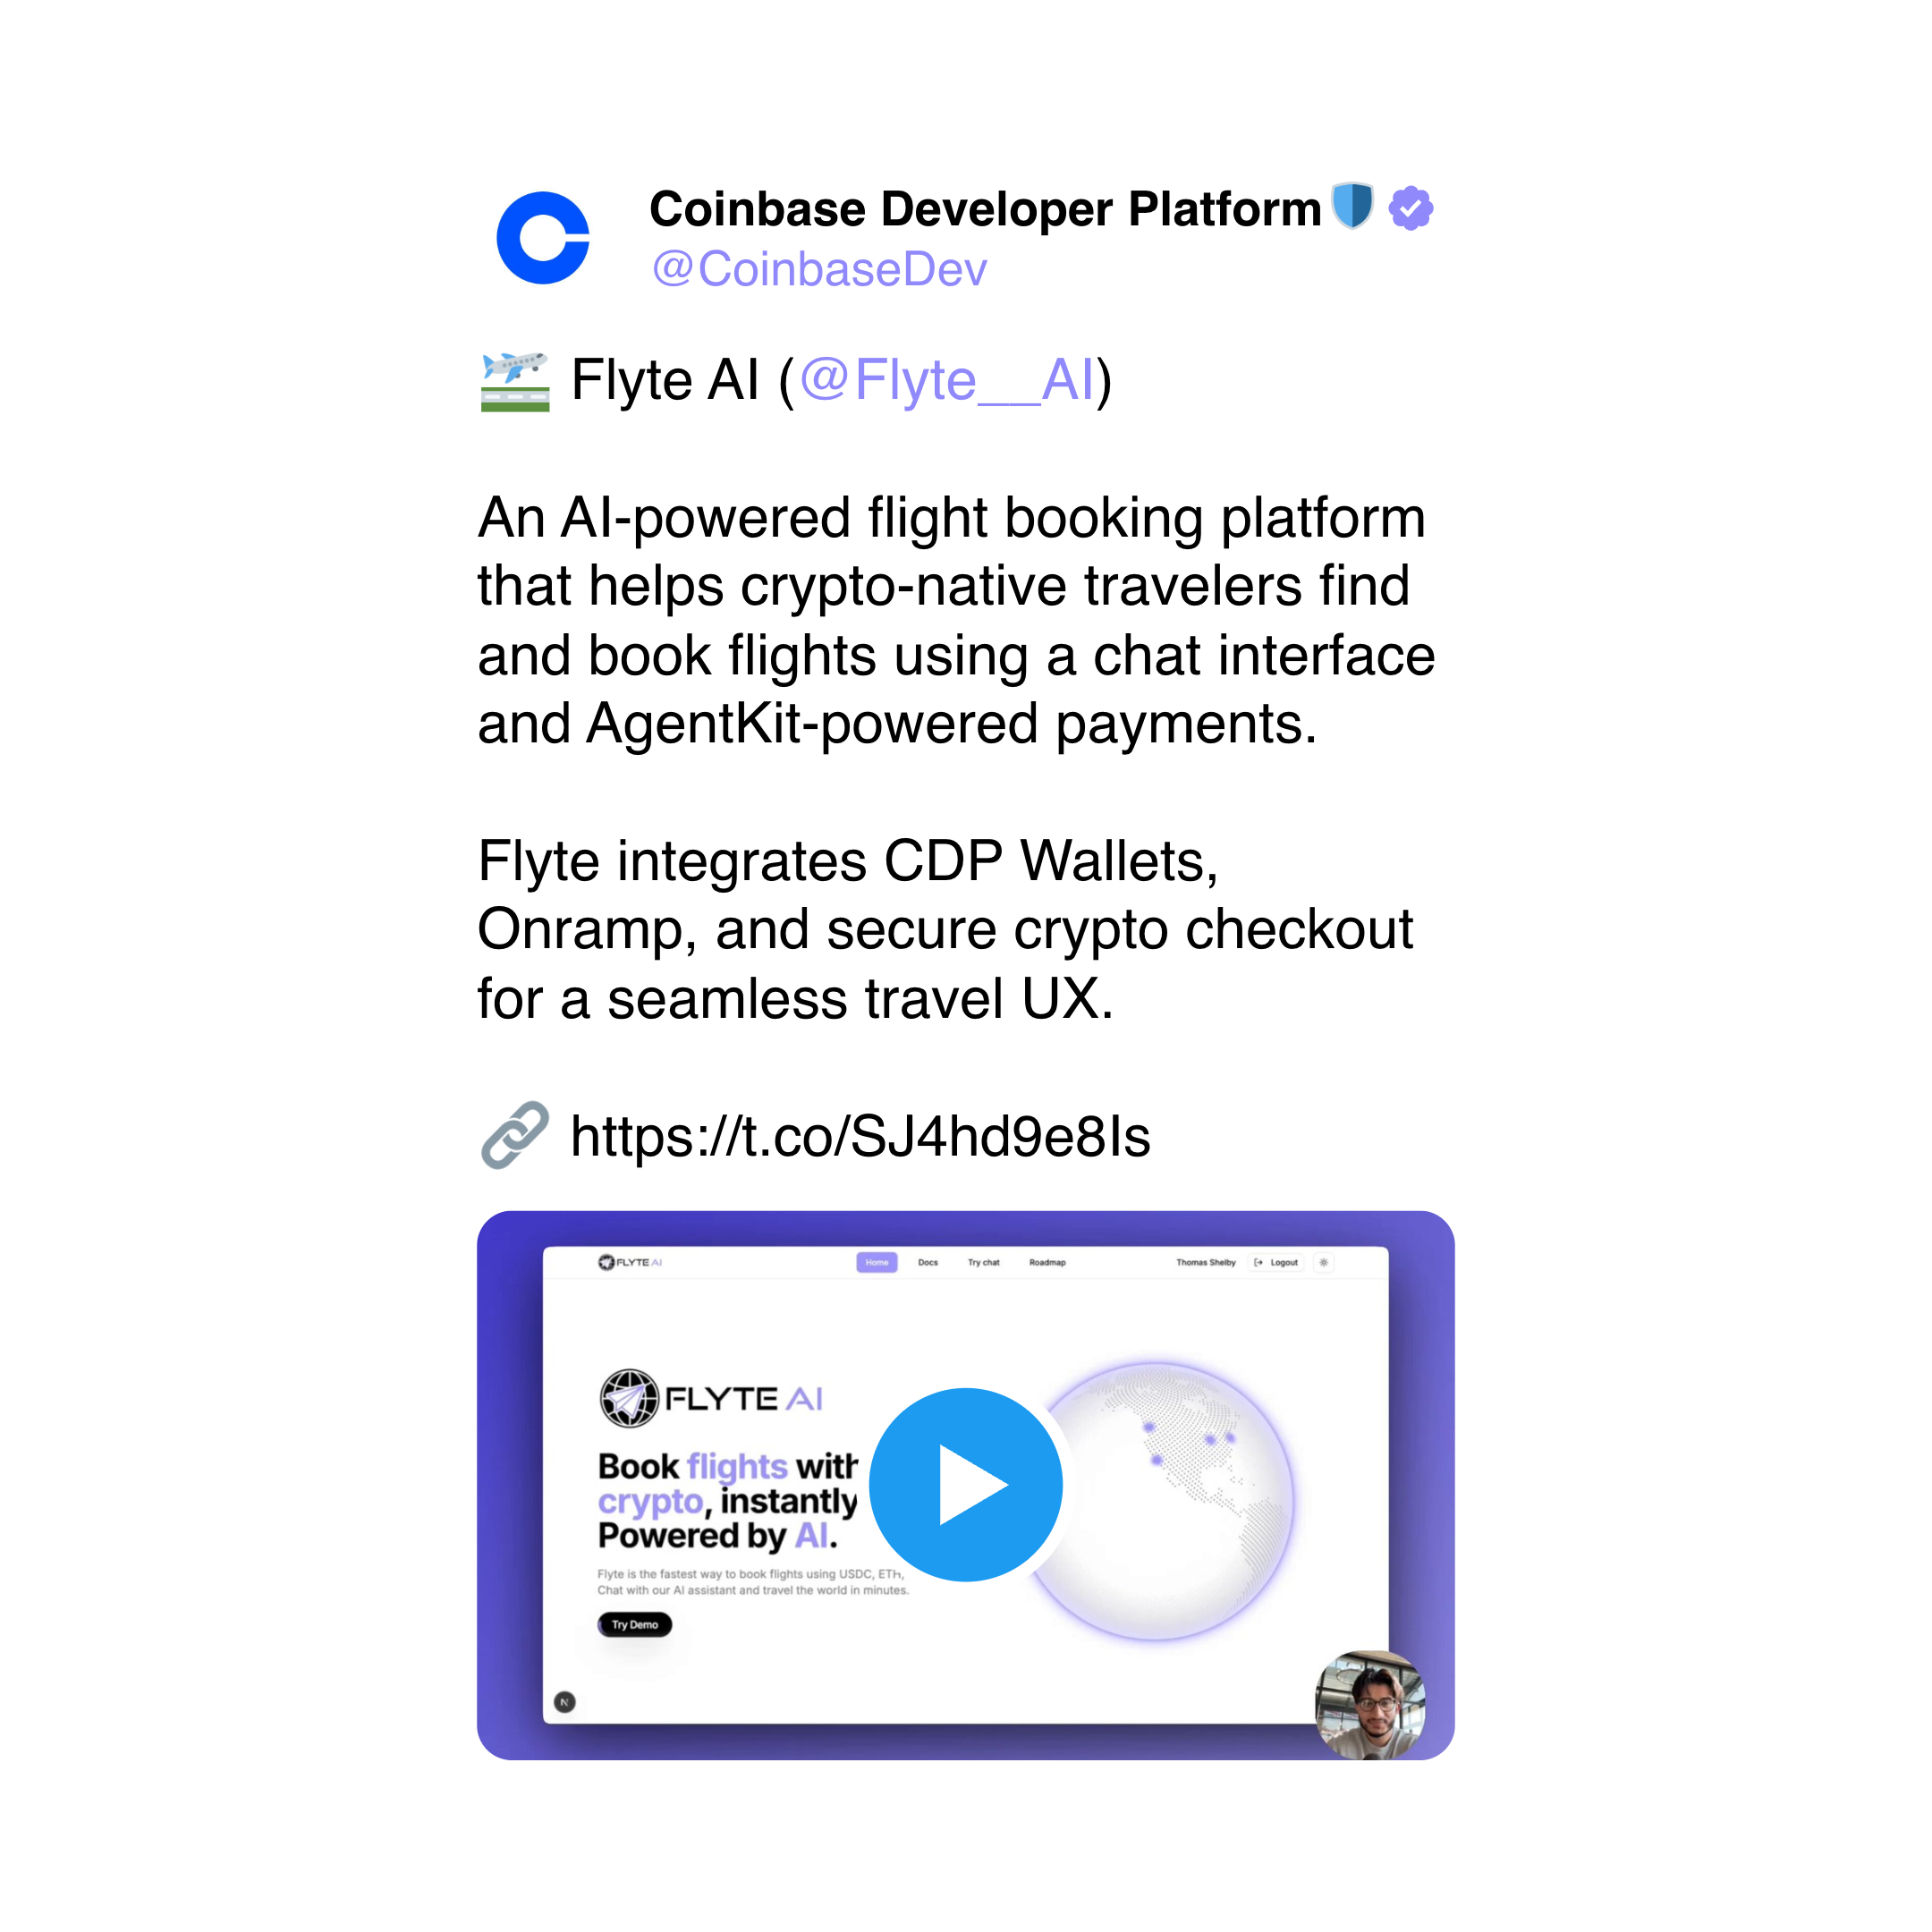 Coinbase Developer Platform
@CoinbaseDev
Flyte AI (@Flyte__AI)
An AI-powered flight booking platform
that helps crypto-native travelers find
and book flights using a chat interface
and AgentKit-powered payments.
Flyte integrates CDP Wallets,
Onramp, and secure crypto checkout
for a seamless travel UX.
https://t.co/SJ4hd9e8Is
FLYTE AI
Home Docs Try chat Roadmap Thomas Shelby Logout
FLYTE AI
Book flights with
crypto, instantly
Powered by AI.
Flyte is the fastest way to book flights using USDC, ETH,
Chat with our AI assistant and travel the world in minutes.
Try Demo
N